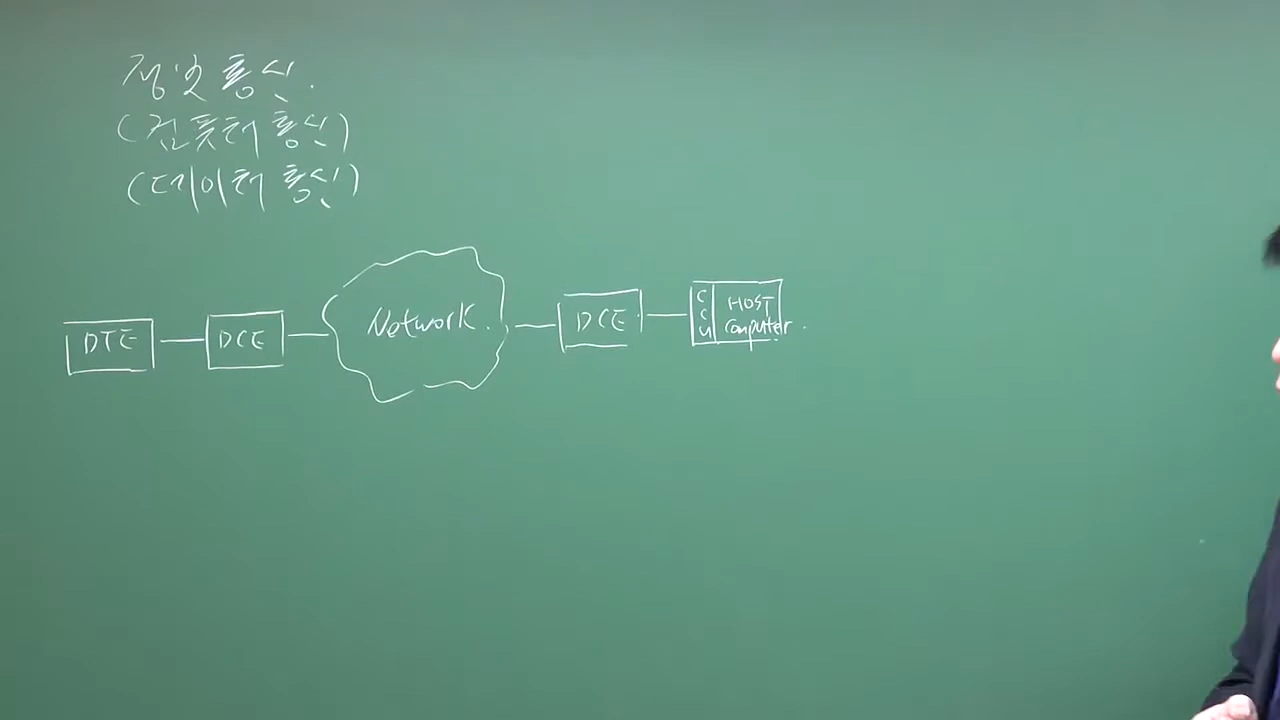 정보통신.
(컴퓨터 통신)
(데이터 통신)
DTE DCE Network. DCE CCU HOST computer.